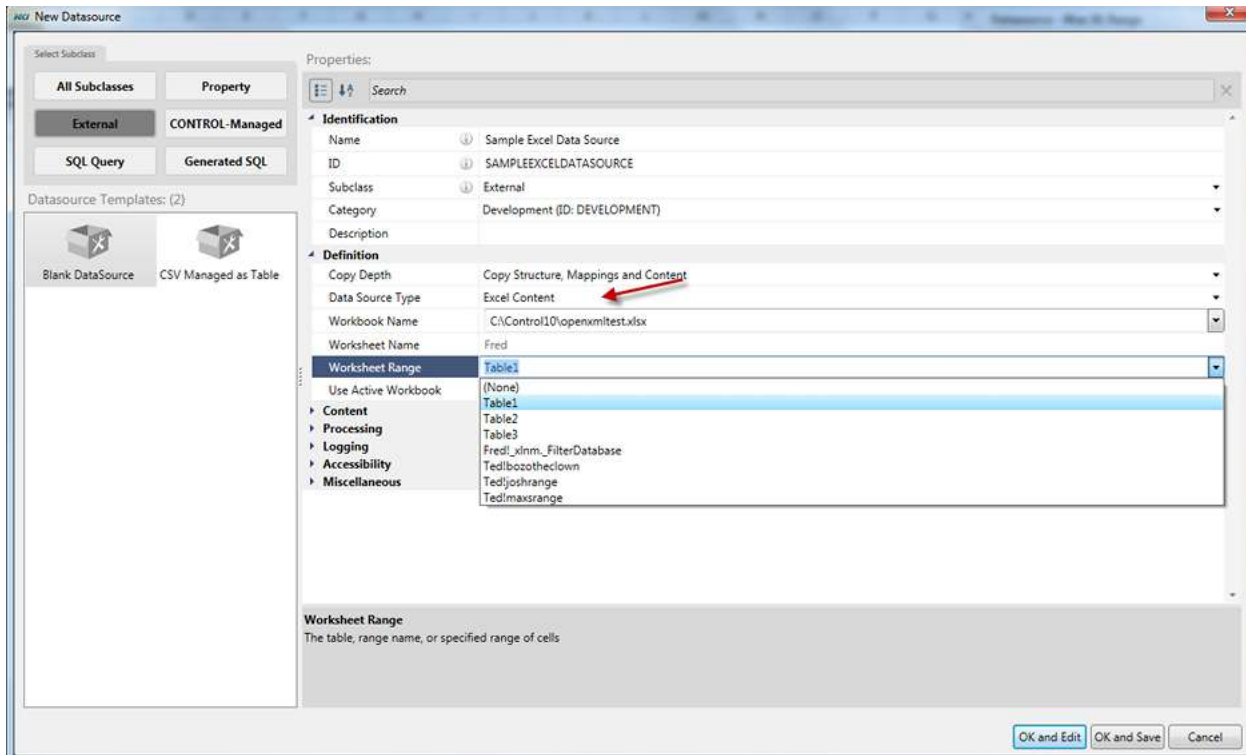 New Datasource
Select Subclass
All Subclasses
Property
External
CONTROL-Managed
SQL Query
Generated SQL
Datasource Templates: (2)
Blank DataSource
CSV Managed as Table
Properties:
Search
Identification
Name Sample Excel Data Source
ID SAMPLEEXCELDATASOURCE
Subclass External
Category Development (ID: DEVELOPMENT)
Description
Definition
Copy Depth Copy Structure, Mappings and Content
Data Source Type Excel Content
Workbook Name C:\Control10\openxmltest.xlsx
Worksheet Name Fred
Worksheet Range Table1
Use Active Workbook
(None)
Table1
Table2
Table3
Fred!_xlnm._FilterDatabase
Ted!bozotheclown
Ted!joshrange
Ted!maxsrange
Content
Processing
Logging
Accessibility
Miscellaneous
Worksheet Range
The table, range name, or specified range of cells
OK and Edit
OK and Save
Cancel